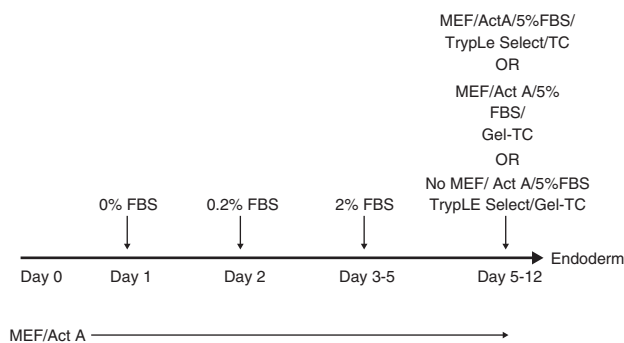 MEF/ActA/5%FBS/
TrypLe Select/TC
OR
MEF/Act A/5%
FBS/
Gel-TC
OR
No MEF/ Act A/5%FBS
TrypLE Select/Gel-TC
0% FBS
0.2% FBS
2% FBS
Endoderm
Day 0
Day 1
Day 2
Day 3-5
Day 5-12
MEF/Act A